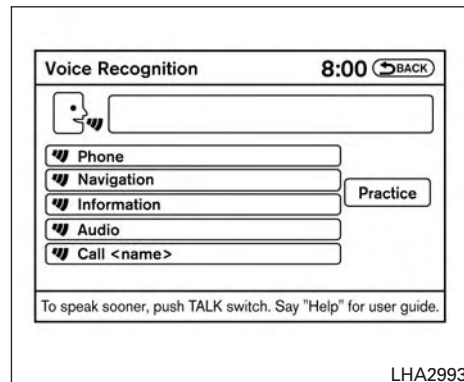 Voice Recognition 8:00 BACK
Phone
Navigation
Information
Practice
Audio
Call <name>
To speak sooner, push TALK switch. Say "Help" for user guide.
LHA2993